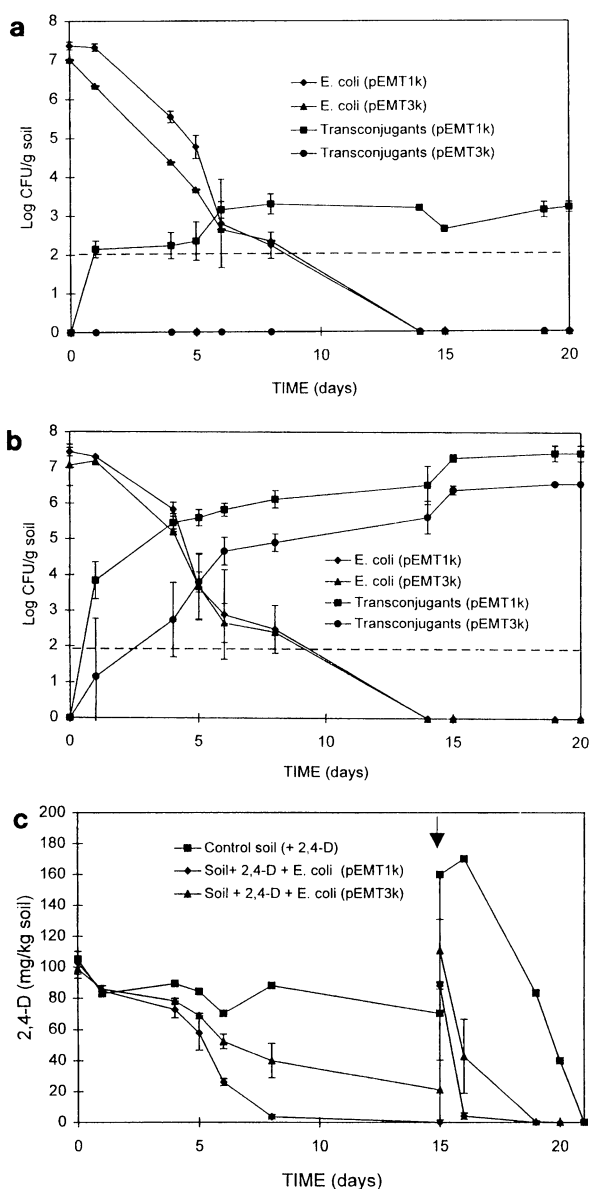 a
8
7
6
5
4
3
2
1
0
Log CFU/g soil
E. coli (pEMT1k)
E. coli (pEMT3k)
Transconjugants (pEMT1k)
Transconjugants (pEMT3k)
0 5 10 15 20
TIME (days)
b
8
7
6
5
4
3
2
1
0
Log CFU/g soil
E. coli (pEMT1k)
E. coli (pEMT3k)
Transconjugants (pEMT1k)
Transconjugants (pEMT3k)
0 5 10 15 20
TIME (days)
c
200
180
160
140
120
100
80
60
40
20
0
2,4-D (mg/kg soil)
Control soil (+ 2,4-D)
Soil+ 2,4-D + E. coli (pEMT1k)
Soil + 2,4-D + E. coli (pEMT3k)
0 5 10 15 20
TIME (days)